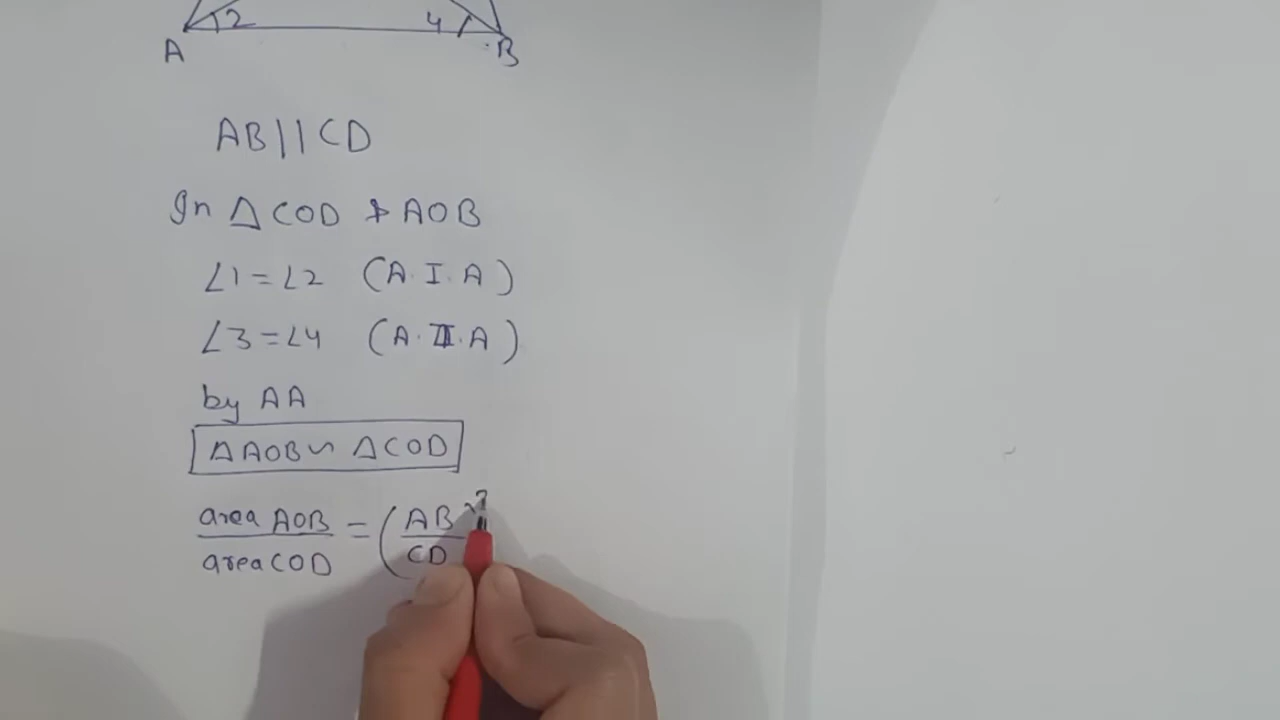 2 4
A B
AB||CD
In △COD & AOB
∠1=∠2 (A.I.A)
∠3=∠4 (A.I.A)
by AA
△AOB ~ △COD
area AOB / area COD = (AB / CD)²